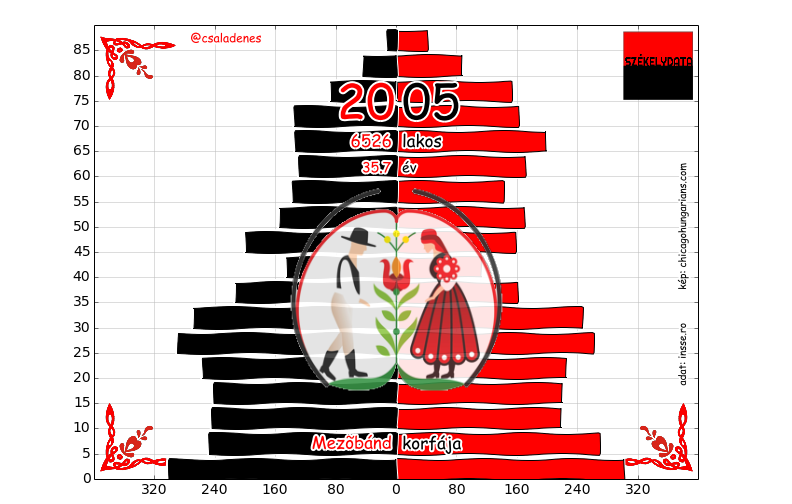 @csaladenes
SZÉKELYDATA
2005
6526 lakos
35.7 év
kép: chicagohungarians.com
adat: insse.ro
Mezőbánd korfája
85
80
75
70
65
60
55
50
45
40
35
30
25
20
15
10
5
0
320 240 160 80 0 80 160 240 320